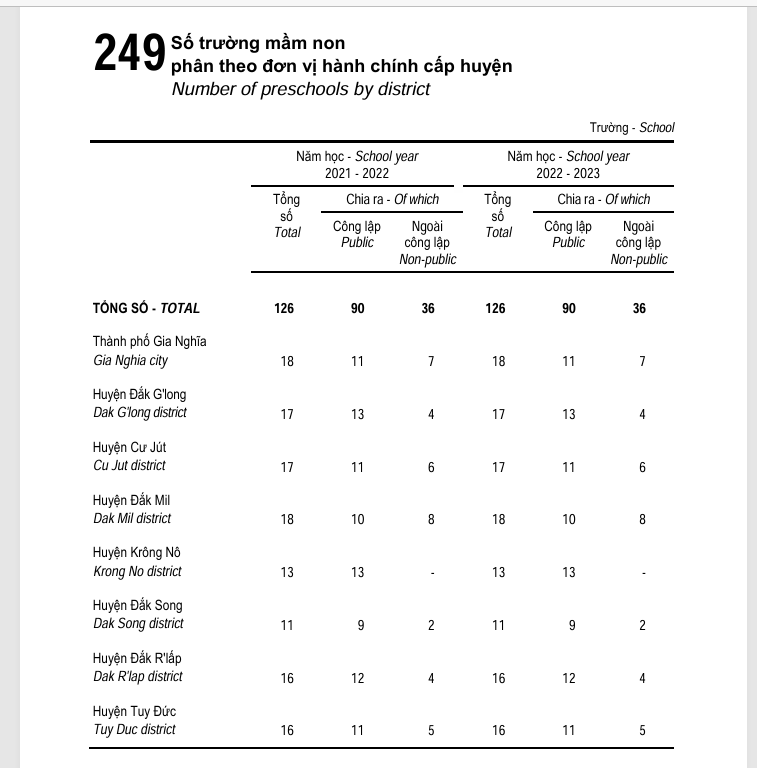 249 Số trường mầm non
phân theo đơn vị hành chính cấp huyện
Number of preschools by district
Trường - School
Năm học - School year Năm học - School year
2021 - 2022 2022 - 2023
Tổng Chia ra - Of which Tổng Chia ra - Of which
số số
Total Công lập Ngoài Total Công lập Ngoài
Public công lập Public công lập
Non-public Non-public
TỔNG SỐ - TOTAL 126 90 36 126 90 36
Thành phố Gia Nghĩa
Gia Nghia city 18 11 7 18 11 7
Huyện Đắk G'long
Dak G'long district 17 13 4 17 13 4
Huyện Cư Jút
Cu Jut district 17 11 6 17 11 6
Huyện Đắk Mil
Dak Mil district 18 10 8 18 10 8
Huyện Krông Nô
Krong No district 13 13 - 13 13 -
Huyện Đắk Song
Dak Song district 11 9 2 11 9 2
Huyện Đắk R'lấp
Dak R'lap district 16 12 4 16 12 4
Huyện Tuy Đức
Tuy Duc district 16 11 5 16 11 5